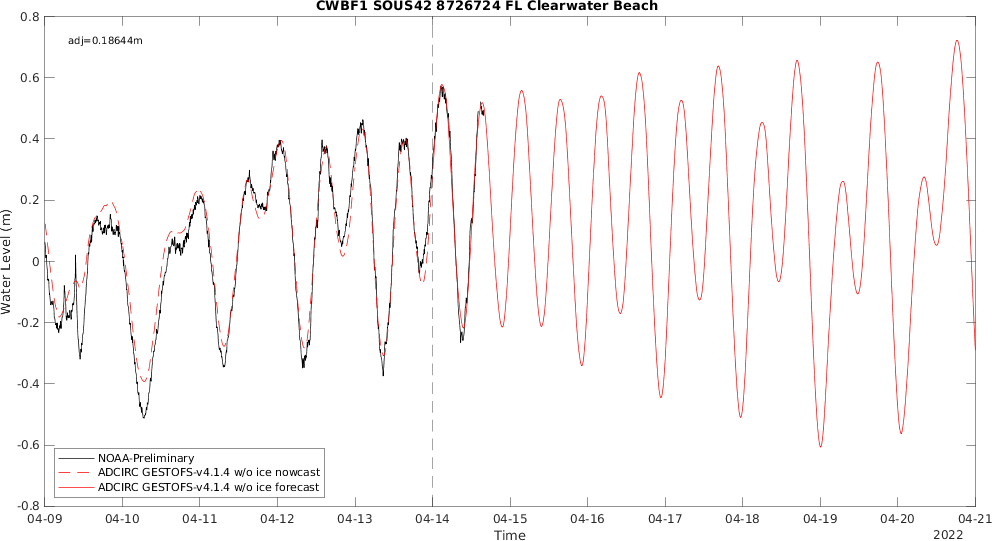 CWBF1 SOUS42 8726724 FL Clearwater Beach
adj=0.18644m
0.8
0.6
0.4
0.2
0
-0.2
-0.4
-0.6
-0.8
Water Level (m)
NOAA-Preliminary
ADCIRC GESTOFS-v4.1.4 w/o ice nowcast
ADCIRC GESTOFS-v4.1.4 w/o ice forecast
04-09 04-10 04-11 04-12 04-13 04-14 04-15 04-16 04-17 04-18 04-19 04-20 04-21
Time
2022